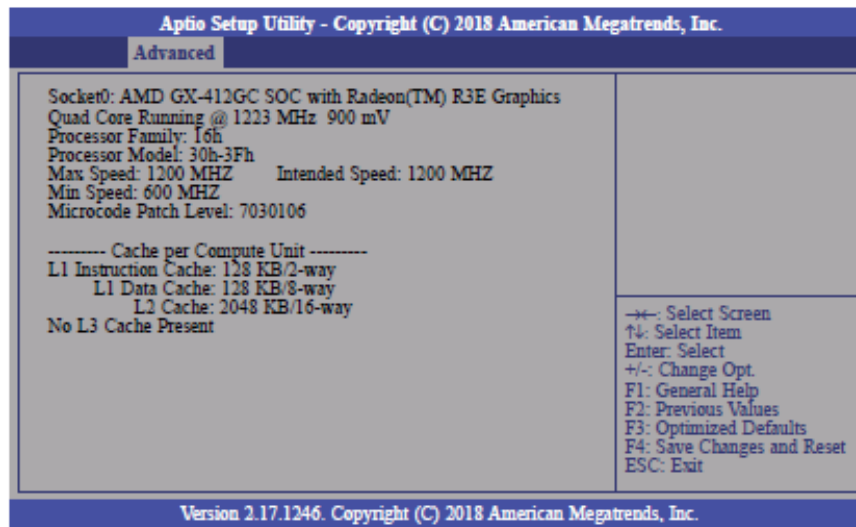 Aptio Setup Utility - Copyright (C) 2018 American Megatrends, Inc.
Advanced
Socket0: AMD GX-412GC SOC with Radeon(TM) R3E Graphics
Quad Core Running @ 1223 MHz 900 mV
Processor Family: 16h
Processor Model: 30h-3Fh
Max Speed: 1200 MHZ Intended Speed: 1200 MHZ
Min Speed: 600 MHZ
Microcode Patch Level: 7030106
--------- Cache per Compute Unit ---------
L1 Instruction Cache: 128 KB/2-way
L1 Data Cache: 128 KB/8-way
L2 Cache: 2048 KB/16-way
No L3 Cache Present
→←: Select Screen
↑↓: Select Item
Enter: Select
+/-: Change Opt.
F1: General Help
F2: Previous Values
F3: Optimized Defaults
F4: Save Changes and Reset
ESC: Exit
Version 2.17.1246. Copyright (C) 2018 American Megatrends, Inc.